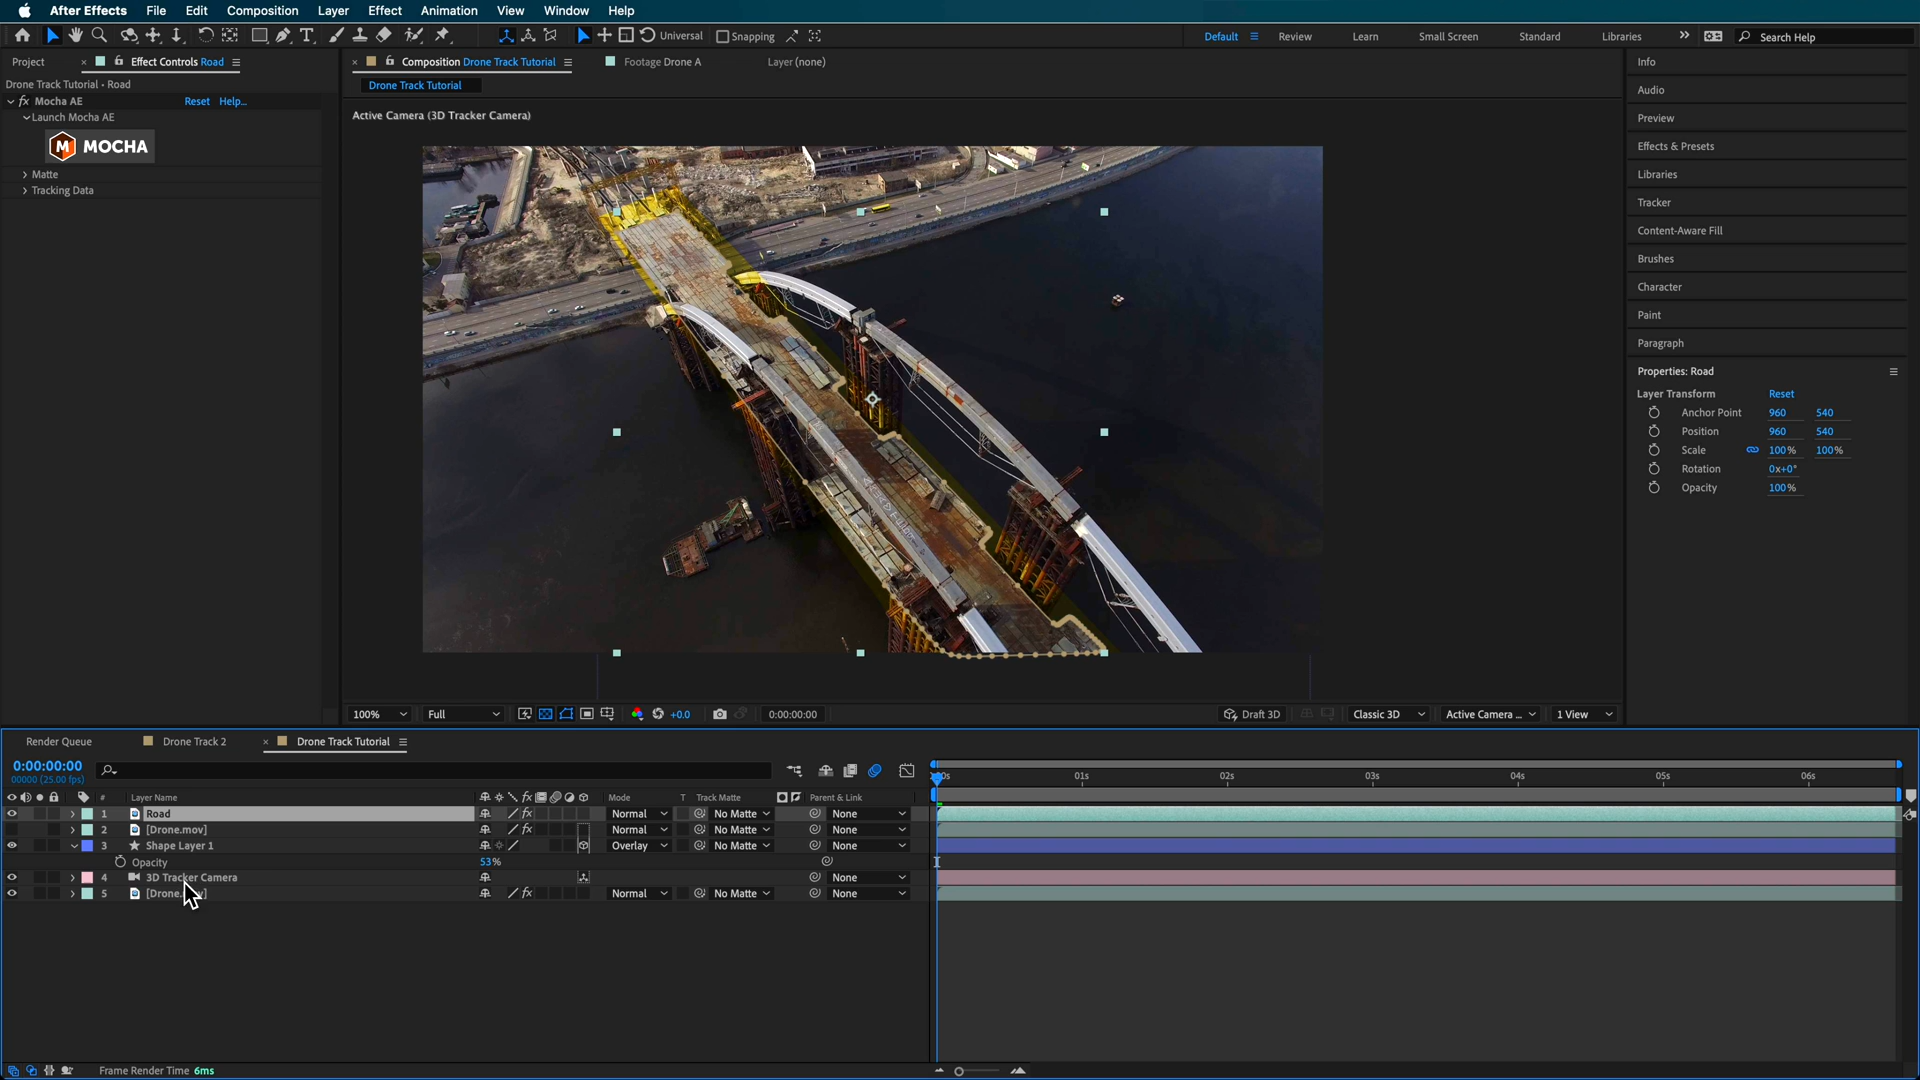 After Effects File Edit Composition Layer Effect Animation View Window Help
Universal Snapping Default Review Learn Small Screen Standard Libraries Search Help
Project Effect Controls Road Composition Drone Track Tutorial Footage Drone A Layer (none) Info
Drone Track Tutorial • Road Drone Track Tutorial
fx Mocha AE Reset Help... Audio
Launch Mocha AE Active Camera (3D Tracker Camera) Preview
M MOCHA Effects & Presets
Matte Libraries
Tracking Data Tracker
Content-Aware Fill
Brushes
Character
Paint
Paragraph
Properties: Road
Layer Transform Reset
Anchor Point 960 540
Position 960 540
Scale 100% 100%
Rotation 0x+0°
Opacity 100%
100% Full +0.0 0:00:00:00 Draft 3D Classic 3D Active Camera ... 1 View
Render Queue Drone Track 2 Drone Track Tutorial
0:00:00:00
00000 (25.00 fps) 01s 02s 03s 04s 05s 06s
# Layer Name fx Mode T Track Matte Parent & Link
1 Road fx Normal No Matte None
2 [Drone.mov] fx Normal No Matte None
3 Shape Layer 1 Overlay No Matte None
Opacity 53%
4 3D Tracker Camera None
5 [Drone. fx Normal No Matte None
Frame Render Time 6ms